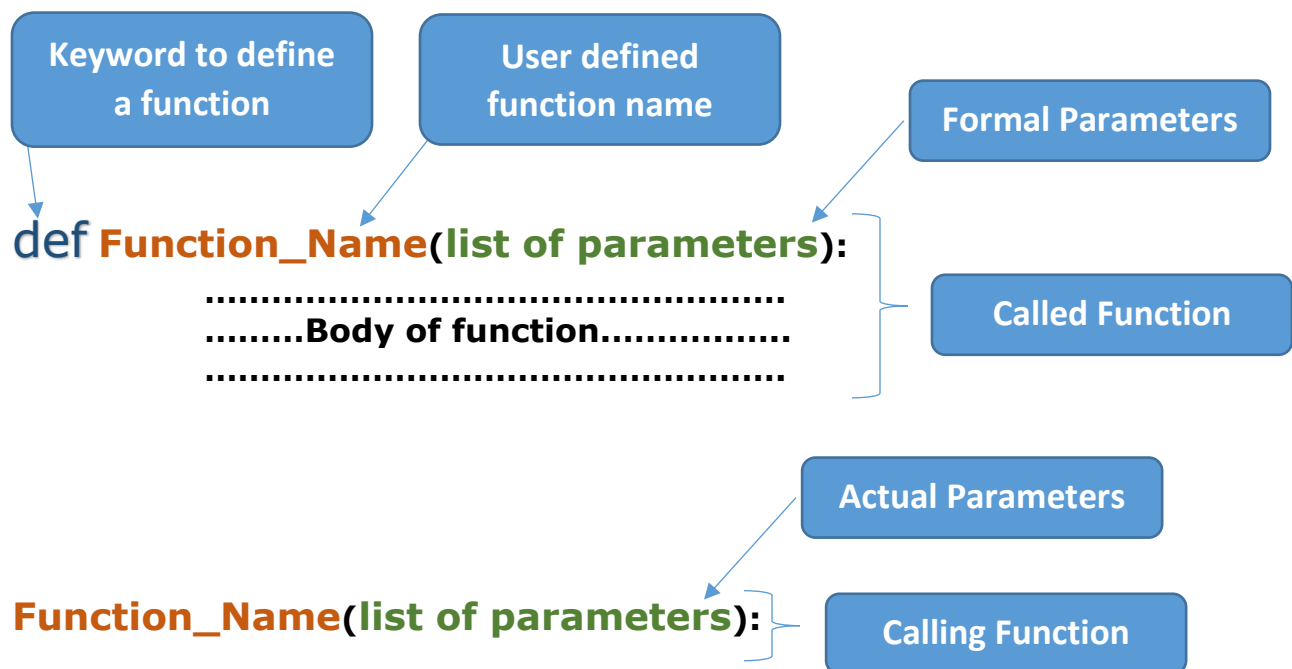 Keyword to define
a function
User defined
function name
Formal Parameters
def Function_Name(list of parameters):
....................................................
.........Body of function.................
....................................................
Called Function
Actual Parameters
Function_Name(list of parameters):
Calling Function